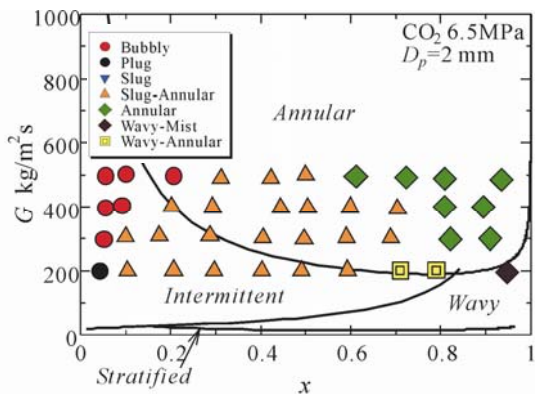 1000
800
600
400
200
0
G kg/m²s
Bubbly
Plug
Slug
Slug-Annular
Annular
Wavy-Mist
Wavy-Annular
CO₂ 6.5MPa
Dₚ=2 mm
Annular
Intermittent
Wavy
Stratified
0 0.2 0.4 0.6 0.8 1
x